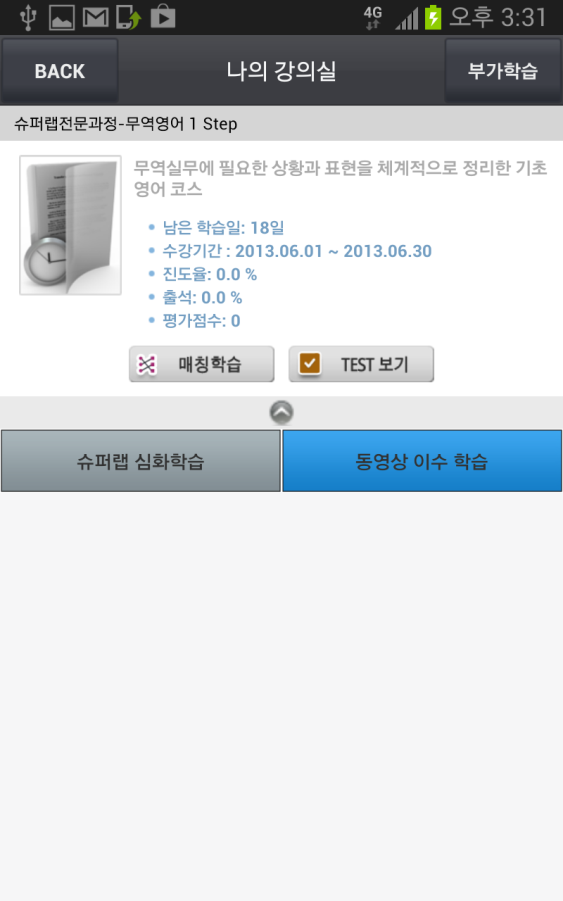 4G 오후 3:31
BACK 나의 강의실 부가학습
슈퍼랩전문과정-무역영어 1 Step
무역실무에 필요한 상황과 표현을 체계적으로 정리한 기초
영어 코스
• 남은 학습일: 18일
• 수강기간 : 2013.06.01 ~ 2013.06.30
• 진도율: 0.0 %
• 출석: 0.0 %
• 평가점수: 0
매칭학습 TEST 보기
슈퍼랩 심화학습 동영상 이수 학습